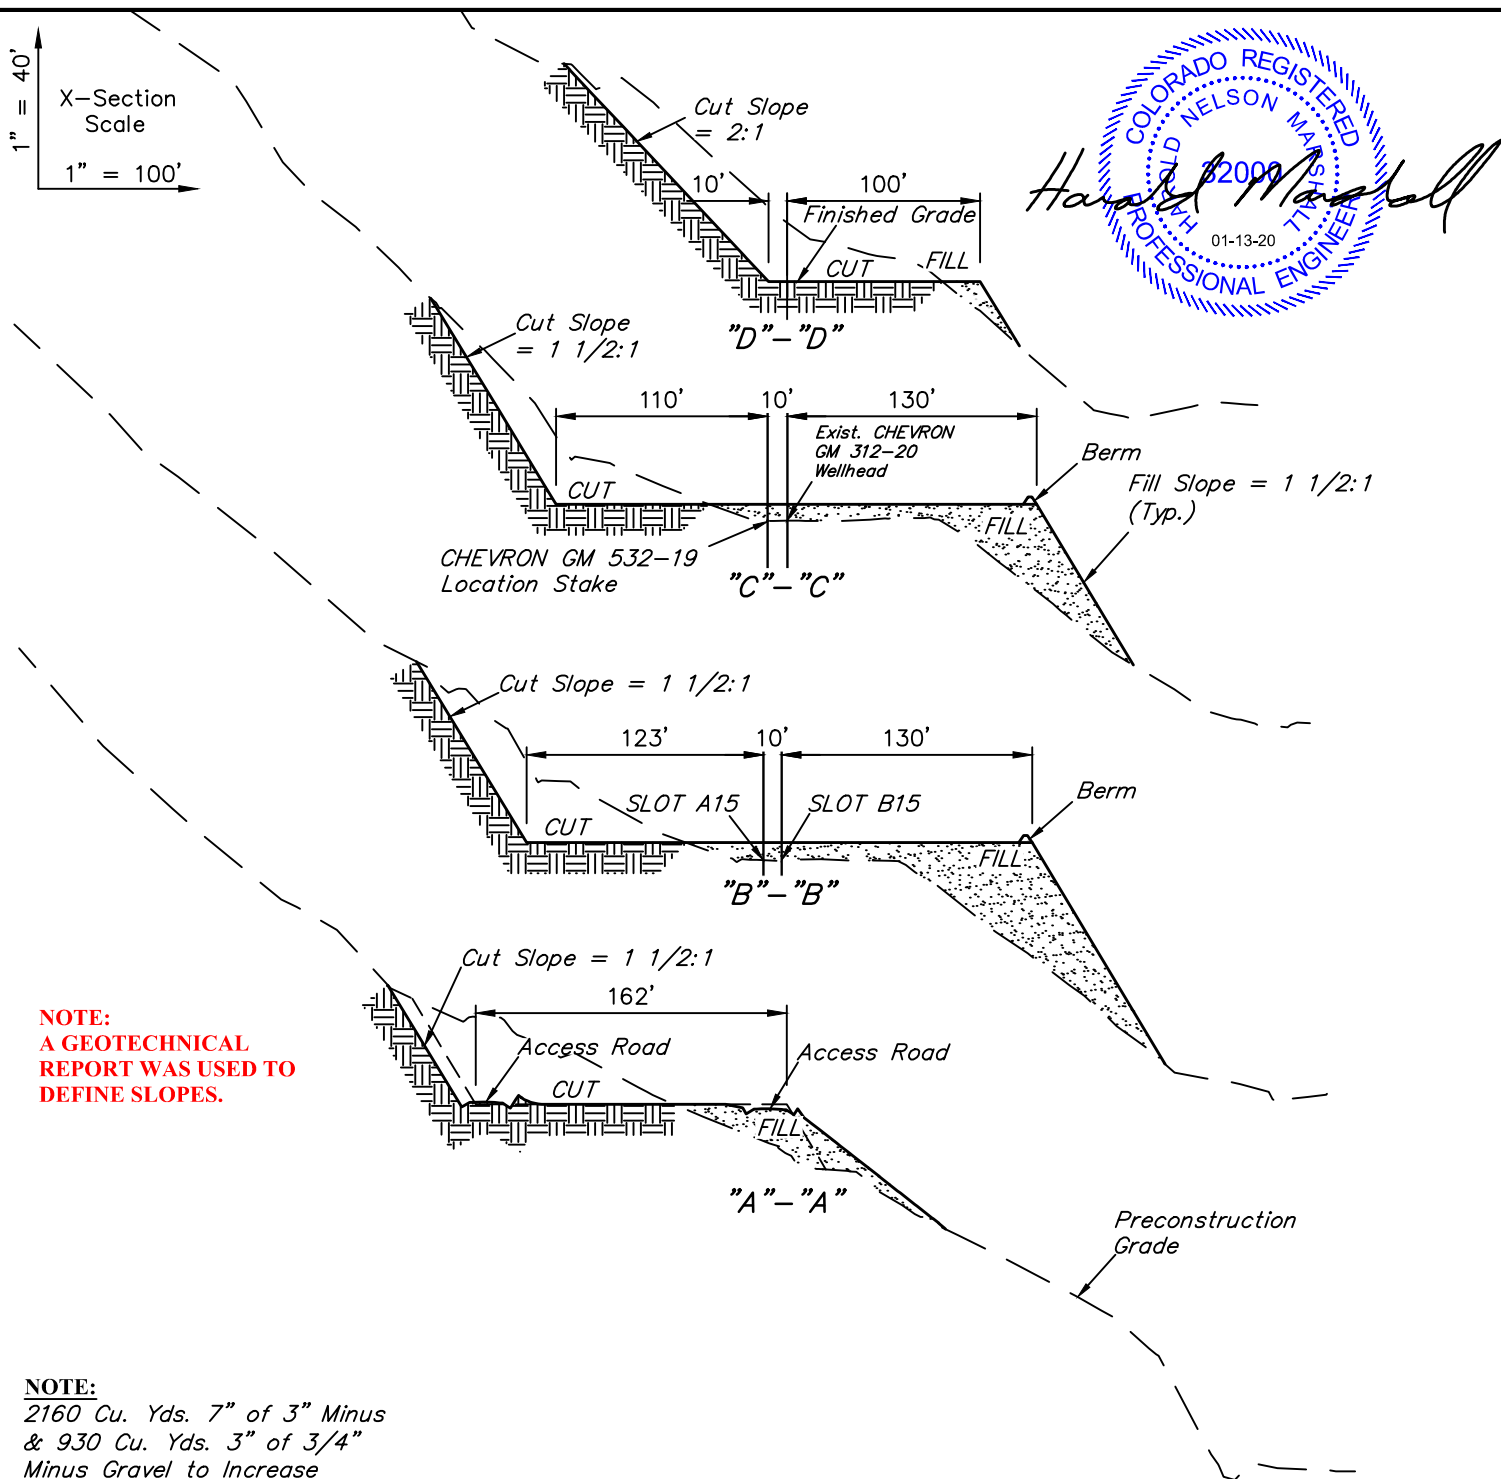 1" = 40'
X-Section
Scale
1" = 100'
Cut Slope
= 2:1
10'
100'
Finished Grade
CUT
FILL
"D"-"D"
COLORADO REGISTERED
HAROLD NELSON MARSHALL
32000
01-13-20
PROFESSIONAL ENGINEER
Harold Marshall
Cut Slope
= 1 1/2:1
110'
10'
130'
Exist. CHEVRON
GM 312-20
Wellhead
Berm
Fill Slope = 1 1/2:1
(Typ.)
CUT
FILL
CHEVRON GM 532-19
Location Stake
"C"-"C"
Cut Slope = 1 1/2:1
123'
10'
130'
SLOT A15
SLOT B15
Berm
CUT
FILL
"B"-"B"
Cut Slope = 1 1/2:1
162'
Access Road
Access Road
CUT
FILL
"A"-"A"
NOTE:
A GEOTECHNICAL
REPORT WAS USED TO
DEFINE SLOPES.
Preconstruction
Grade
NOTE:
2160 Cu. Yds. 7" of 3" Minus
& 930 Cu. Yds. 3" of 3/4"
Minus Gravel to Increase